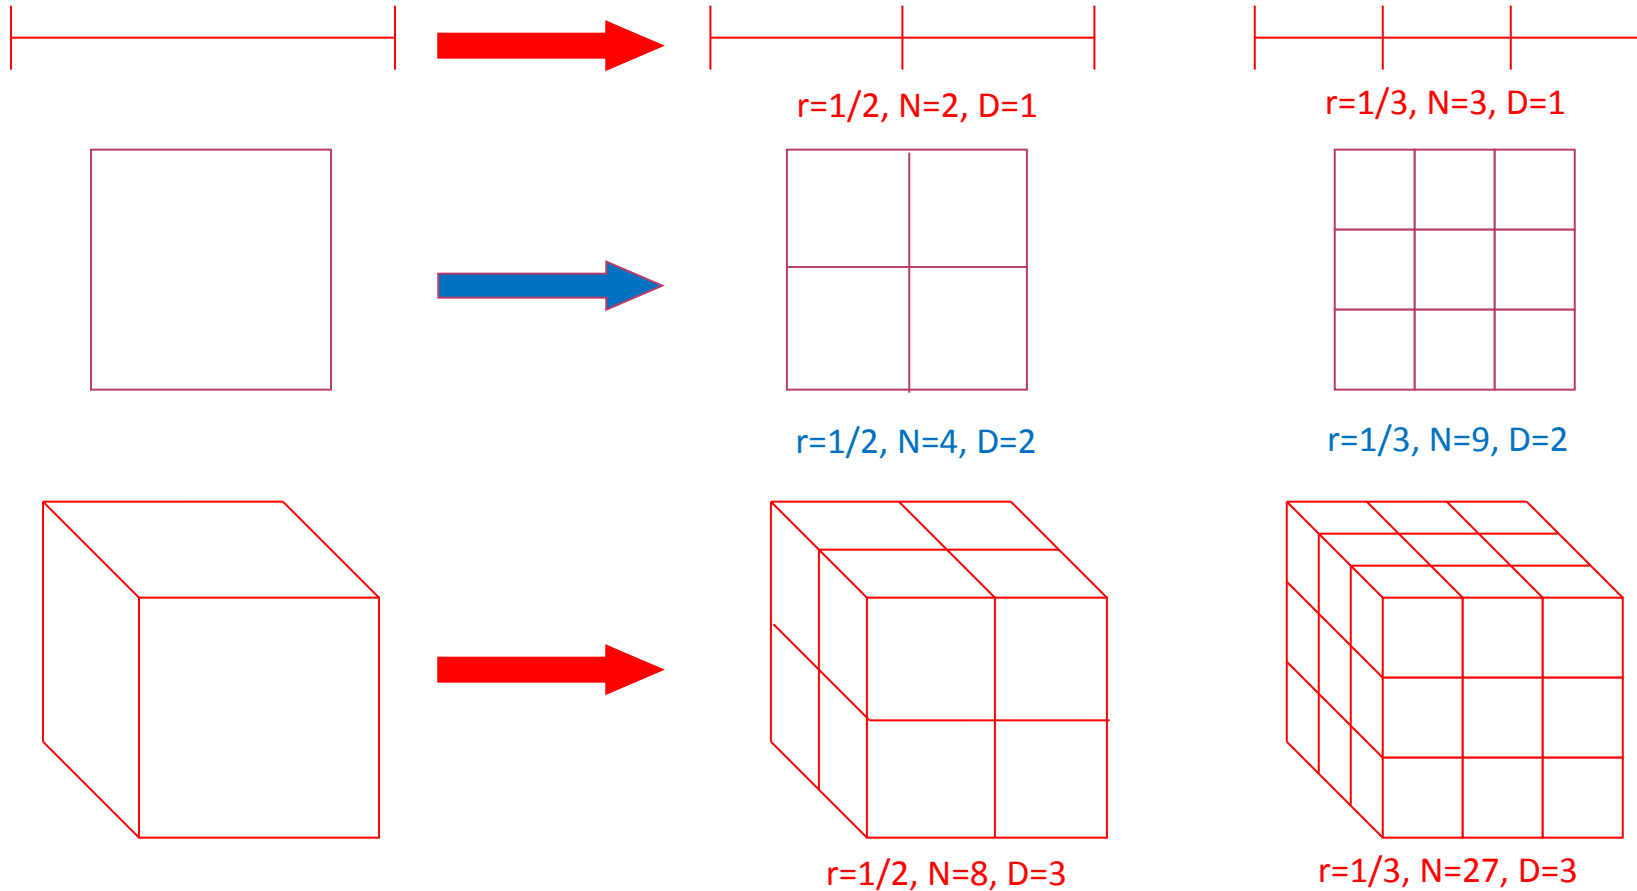 r=1/2, N=2, D=1
r=1/3, N=3, D=1
r=1/2, N=4, D=2
r=1/3, N=9, D=2
r=1/2, N=8, D=3
r=1/3, N=27, D=3